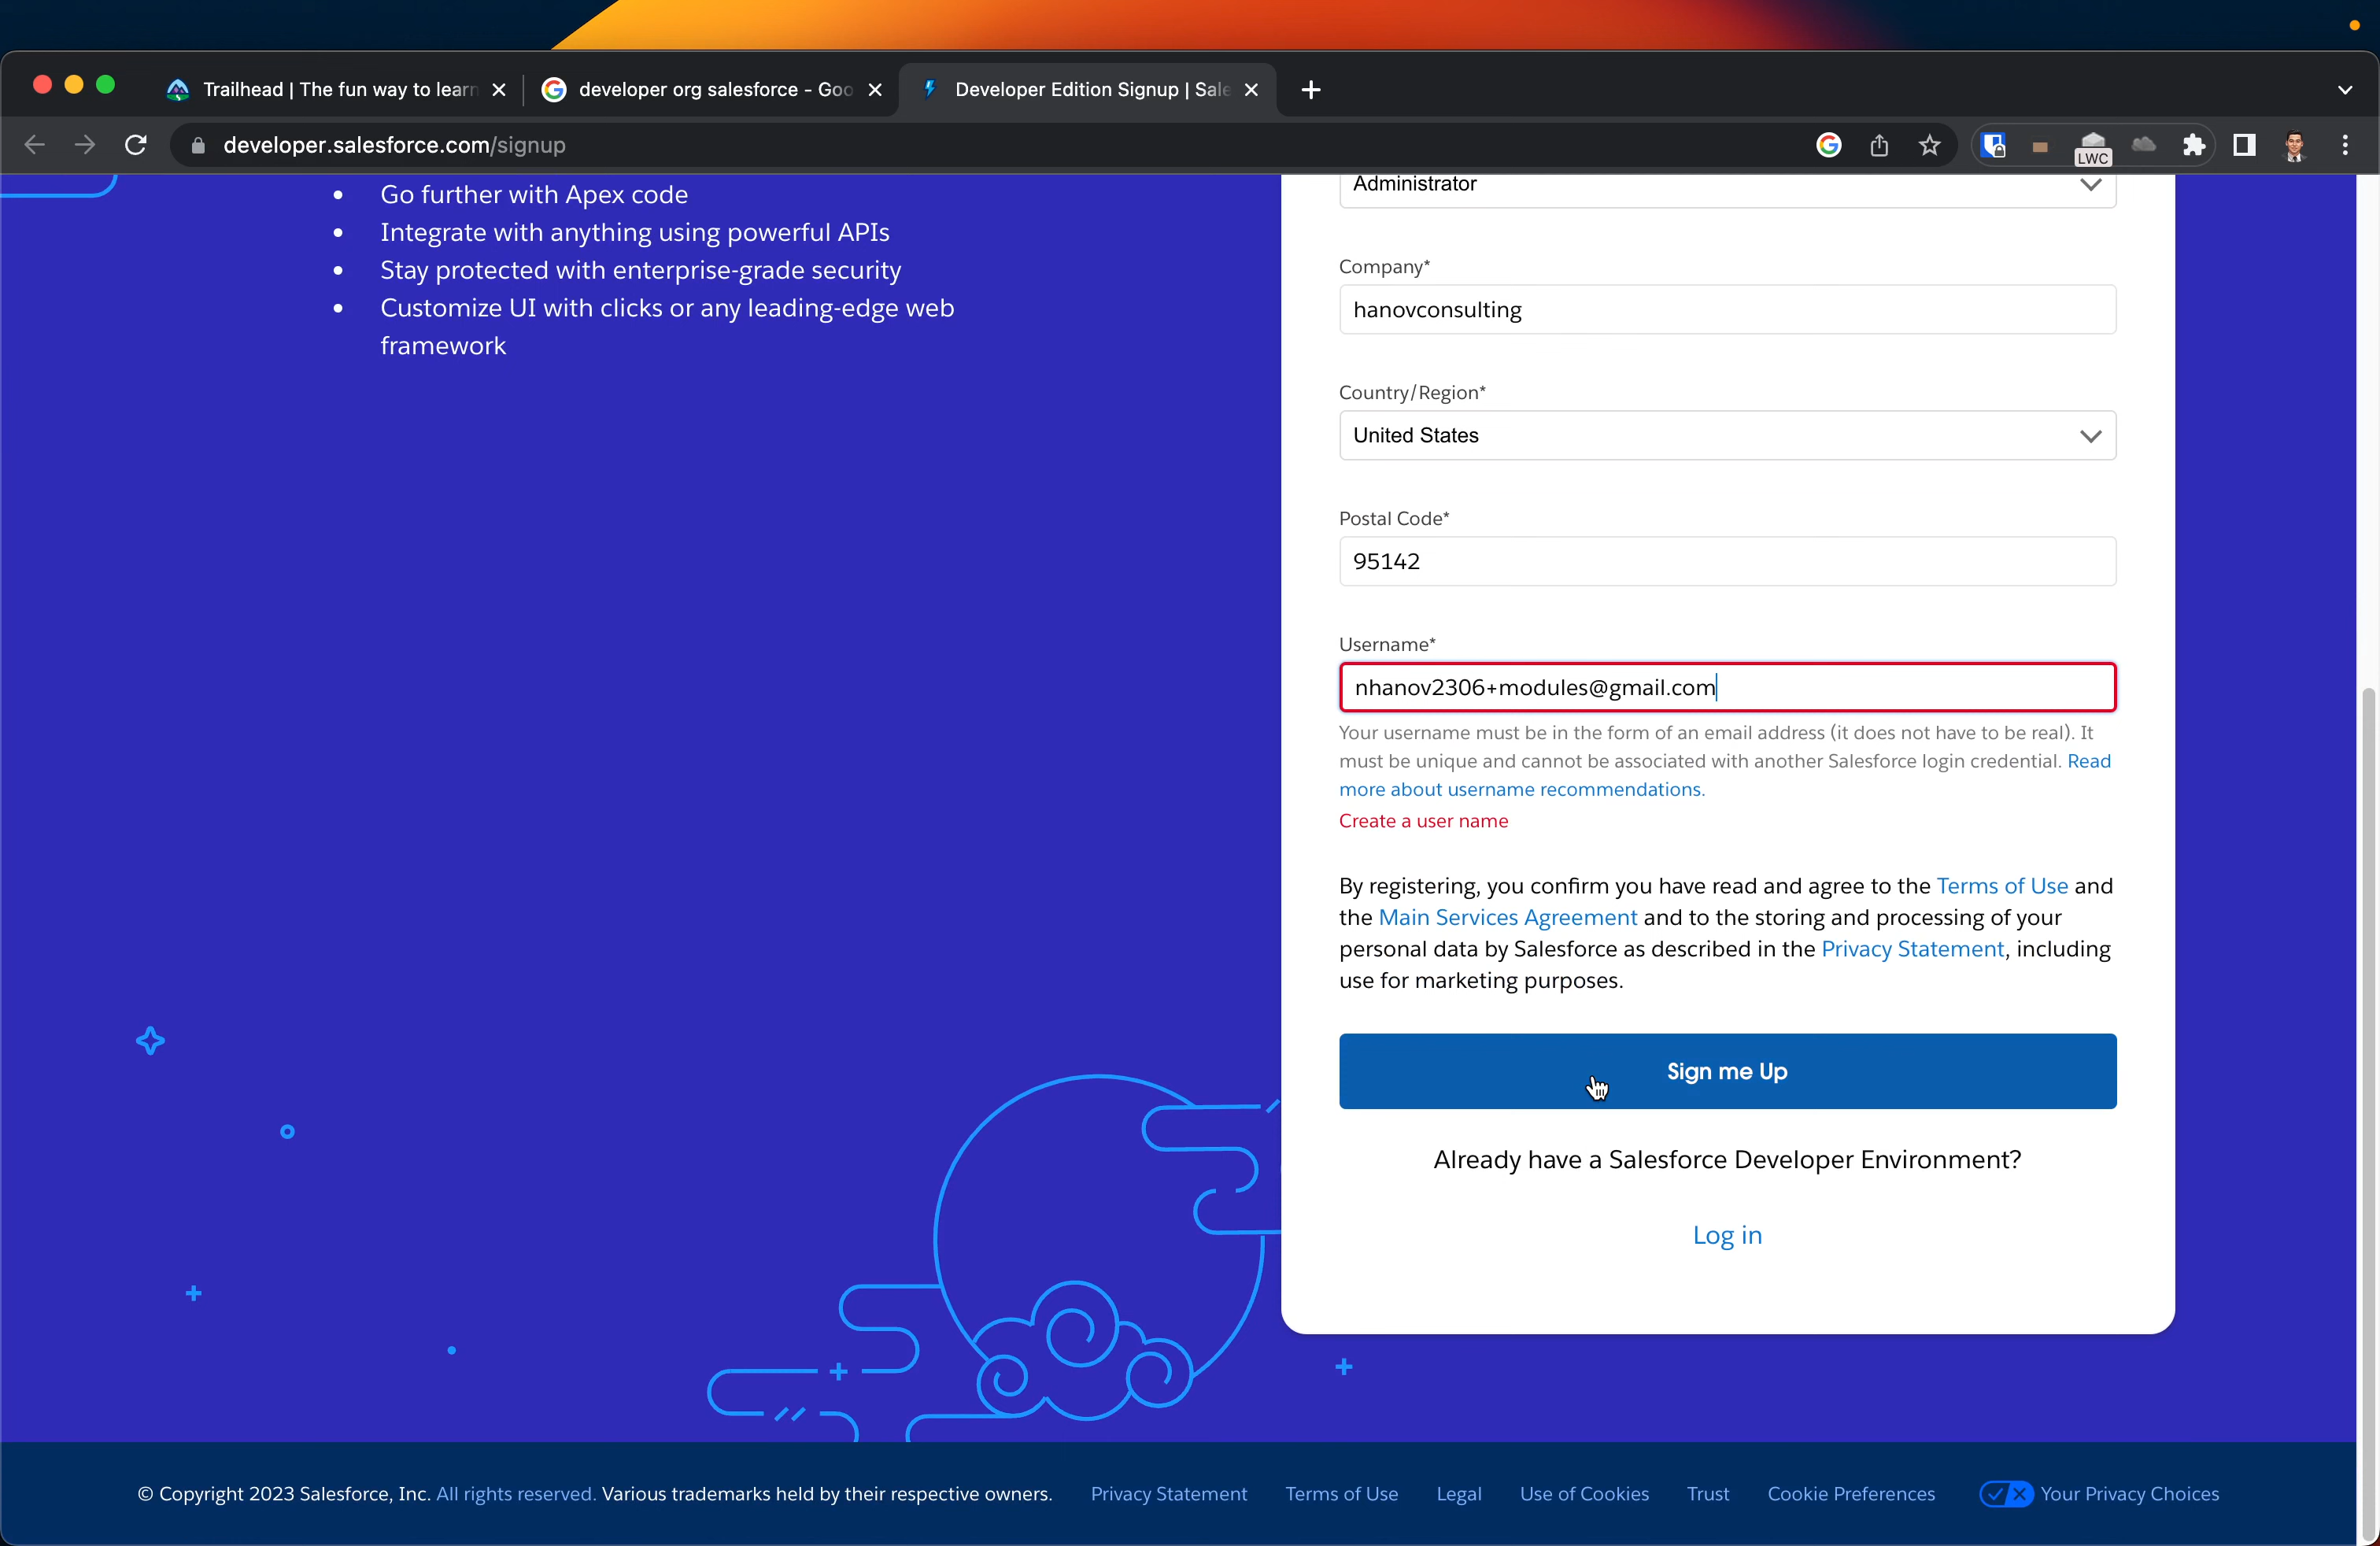 Trailhead | The fun way to learn
developer org salesforce - Goo
Developer Edition Signup | Sale
developer.salesforce.com/signup
LWC
Go further with Apex code
Integrate with anything using powerful APIs
Stay protected with enterprise-grade security
Customize UI with clicks or any leading-edge web
framework
Administrator
Company*
hanovconsulting
Country/Region*
United States
Postal Code*
95142
Username*
nhanov2306+modules@gmail.com
Your username must be in the form of an email address (it does not have to be real). It
must be unique and cannot be associated with another Salesforce login credential. Read
more about username recommendations.
Create a user name
By registering, you confirm you have read and agree to the Terms of Use and
the Main Services Agreement and to the storing and processing of your
personal data by Salesforce as described in the Privacy Statement, including
use for marketing purposes.
Sign me Up
Already have a Salesforce Developer Environment?
Log in
© Copyright 2023 Salesforce, Inc. All rights reserved. Various trademarks held by their respective owners. Privacy Statement Terms of Use Legal Use of Cookies Trust Cookie Preferences Your Privacy Choices